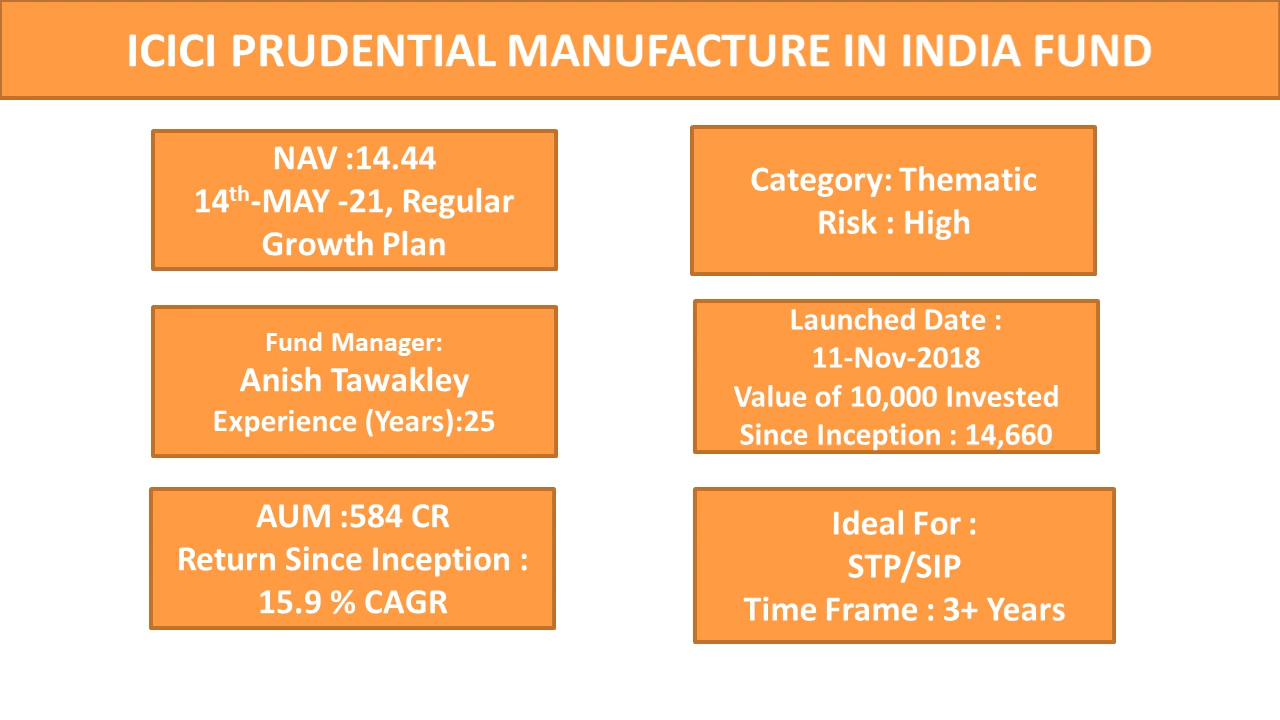 ICICI PRUDENTIAL MANUFACTURE IN INDIA FUND
NAV :14.44
14th-MAY -21, Regular
Growth Plan
Category: Thematic
Risk : High
Fund Manager:
Anish Tawakley
Experience (Years):25
Launched Date :
11-Nov-2018
Value of 10,000 Invested
Since Inception : 14,660
AUM :584 CR
Return Since Inception :
15.9 % CAGR
Ideal For :
STP/SIP
Time Frame : 3+ Years